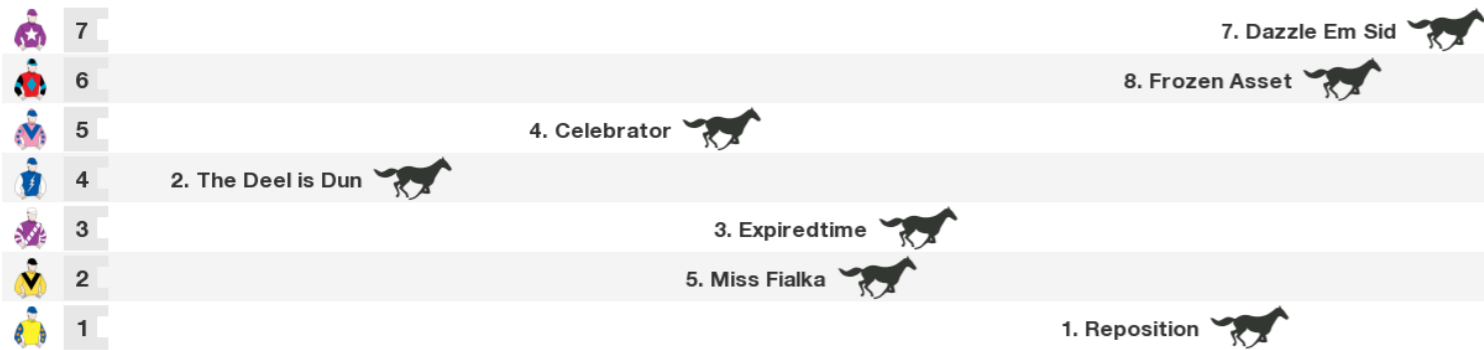 7 7. Dazzle Em Sid
6 8. Frozen Asset
5 4. Celebrator
4 2. The Deel is Dun
3 3. Expiredtime
2 5. Miss Fialka
1 1. Reposition